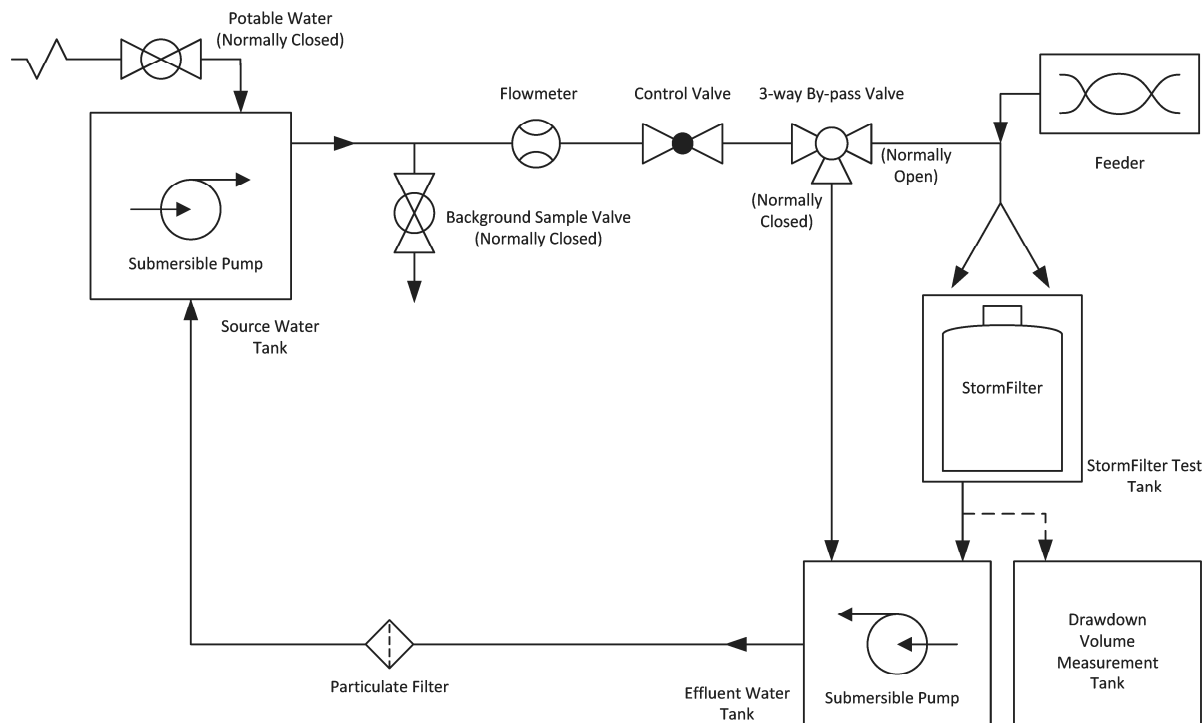 Potable Water
(Normally Closed)
Flowmeter
Control Valve
3-way By-pass Valve
Feeder
(Normally
Open)
(Normally
Closed)
Background Sample Valve
(Normally Closed)
Submersible Pump
Source Water
Tank
StormFilter
StormFilter Test
Tank
Particulate Filter
Effluent Water
Tank
Submersible Pump
Drawdown
Volume
Measurement
Tank